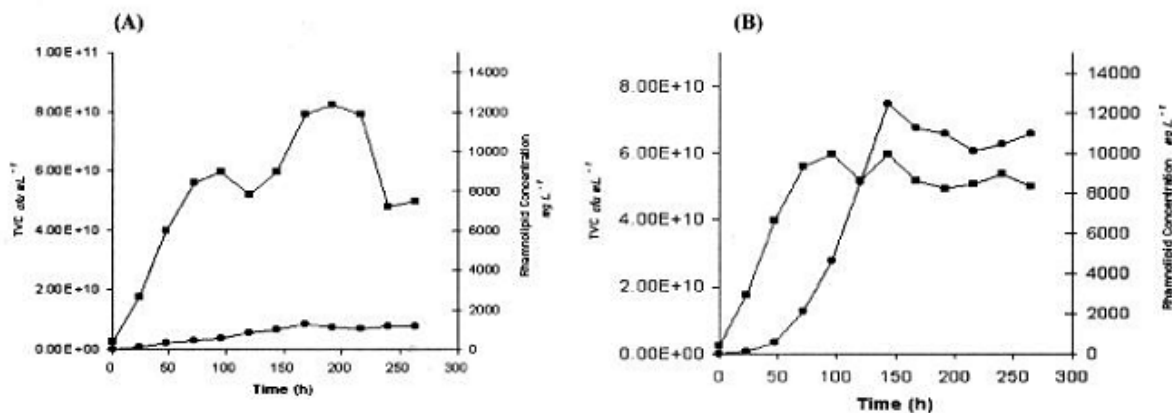 (A)
1.00E +11
8.00E +10
6.00E +10
4.00E +10
2.00E +10
0.00E +00
TVC cfu mL⁻¹
14000
12000
10000
8000
6000
4000
2000
0
Rhamnolipid Concentration
mg L⁻¹
0 50 100 150 200 250 300
Time (h)
(B)
8.00E+10
6.00E+10
4.00E+10
2.00E+10
0.00E+00
TVC cfu mL⁻¹
14000
12000
10000
8000
6000
4000
2000
0
Rhamnolipid Concentration mg L⁻¹
0 50 100 150 200 250 300
Time (h)